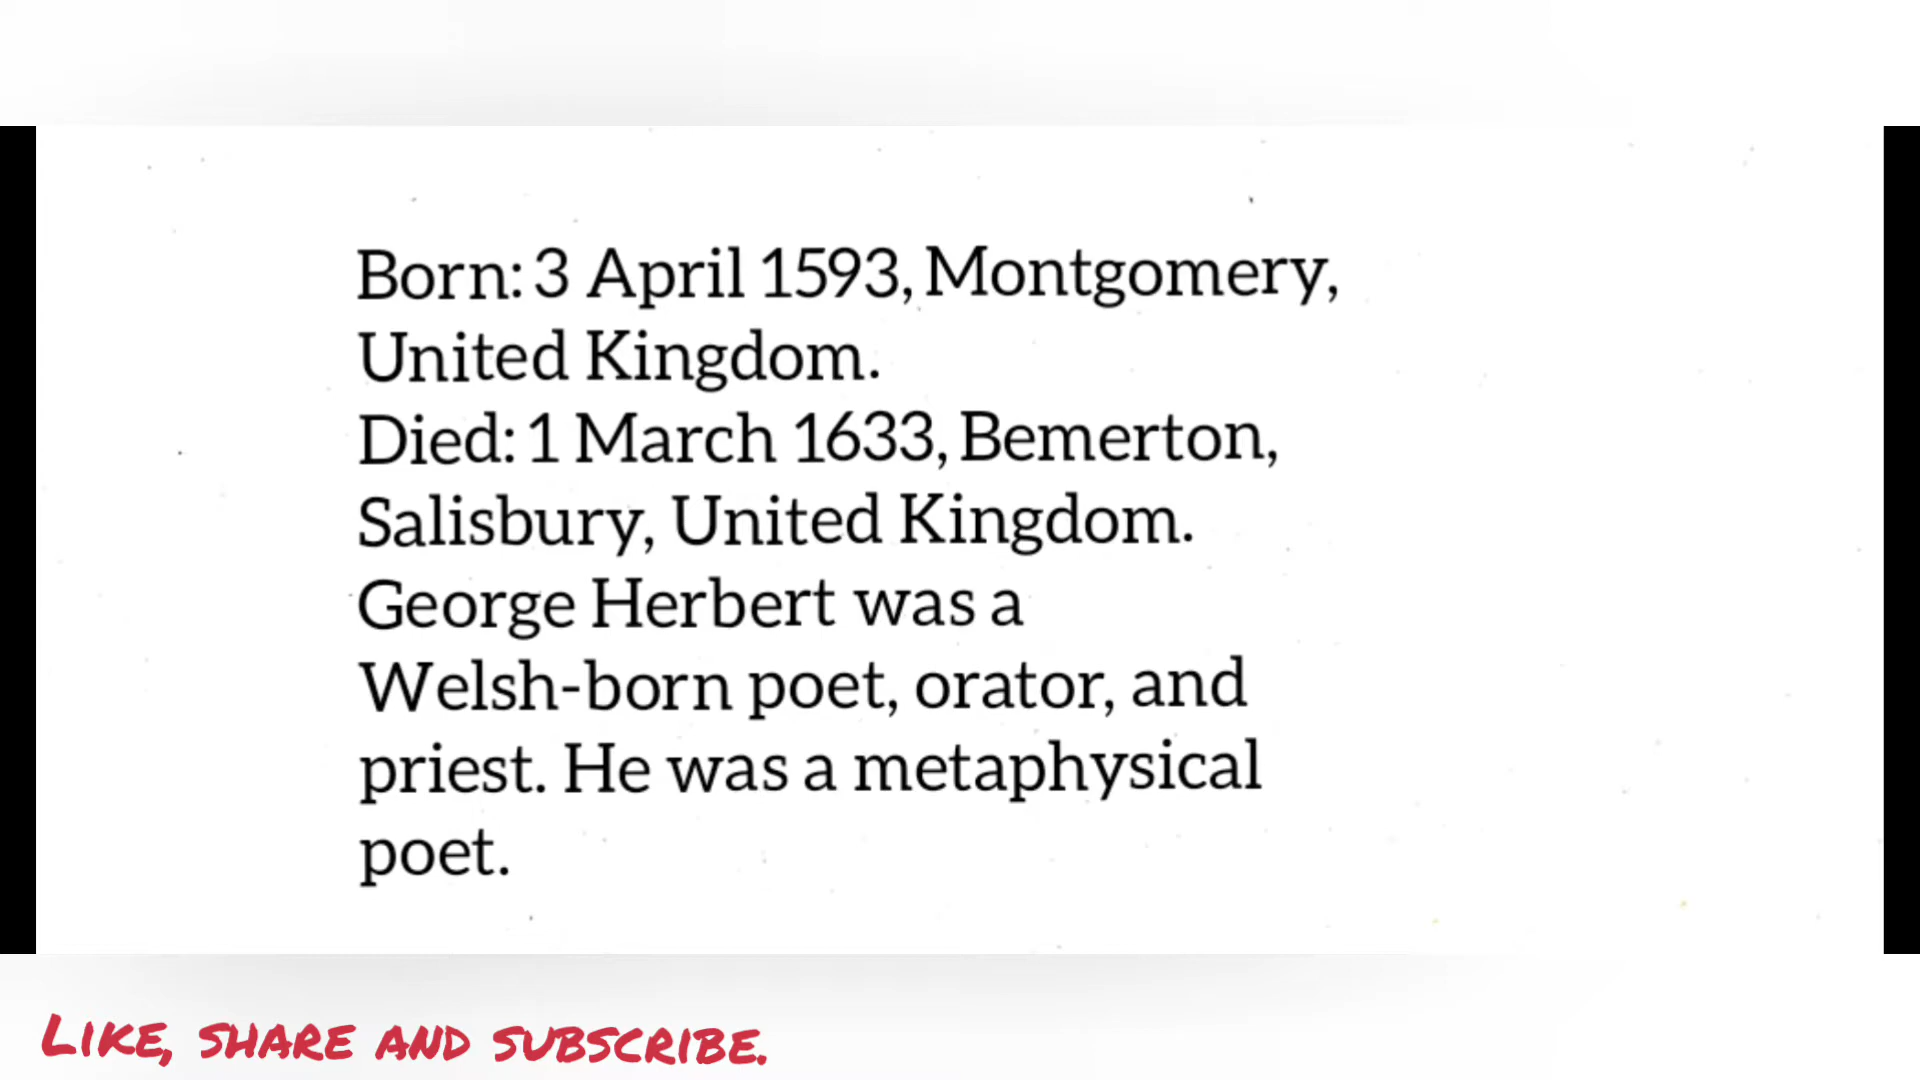 Born: 3 April 1593, Montgomery,
United Kingdom.
Died: 1 March 1633, Bemerton,
Salisbury, United Kingdom.
George Herbert was a
Welsh-born poet, orator, and
priest. He was a metaphysical
poet.
Like, share and subscribe.